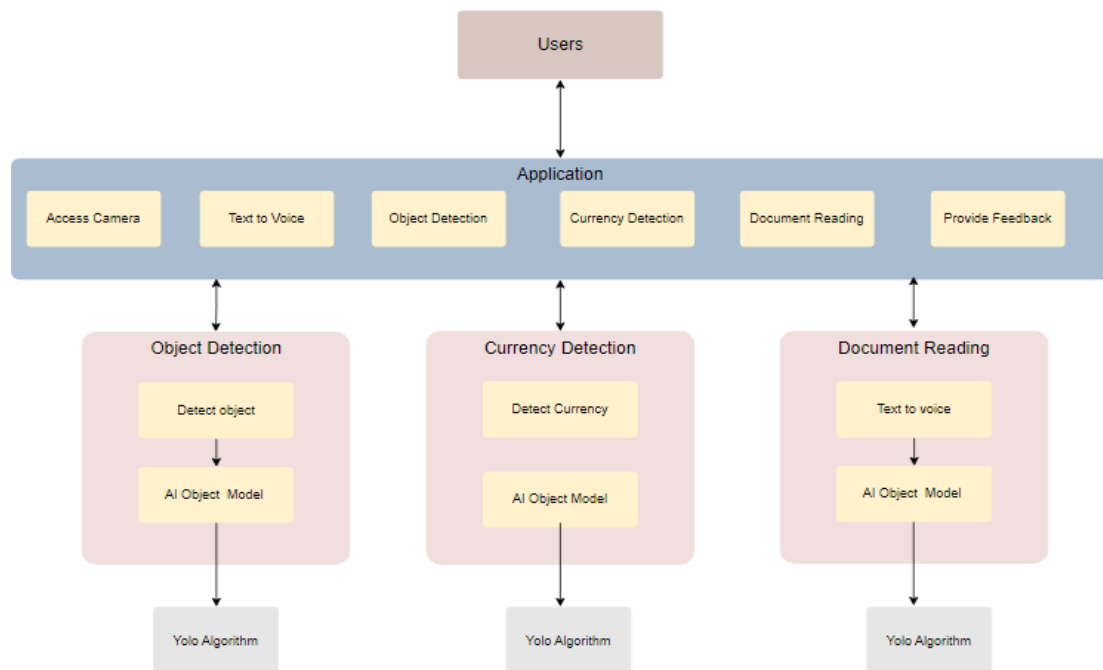 Users
Application
Access Camera
Text to Voice
Object Detection
Currency Detection
Document Reading
Provide Feedback
Object Detection
Currency Detection
Document Reading
Detect object
Detect Currency
Text to voice
AI Object Model
AI Object Model
AI Object Model
Yolo Algorithm
Yolo Algorithm
Yolo Algorithm